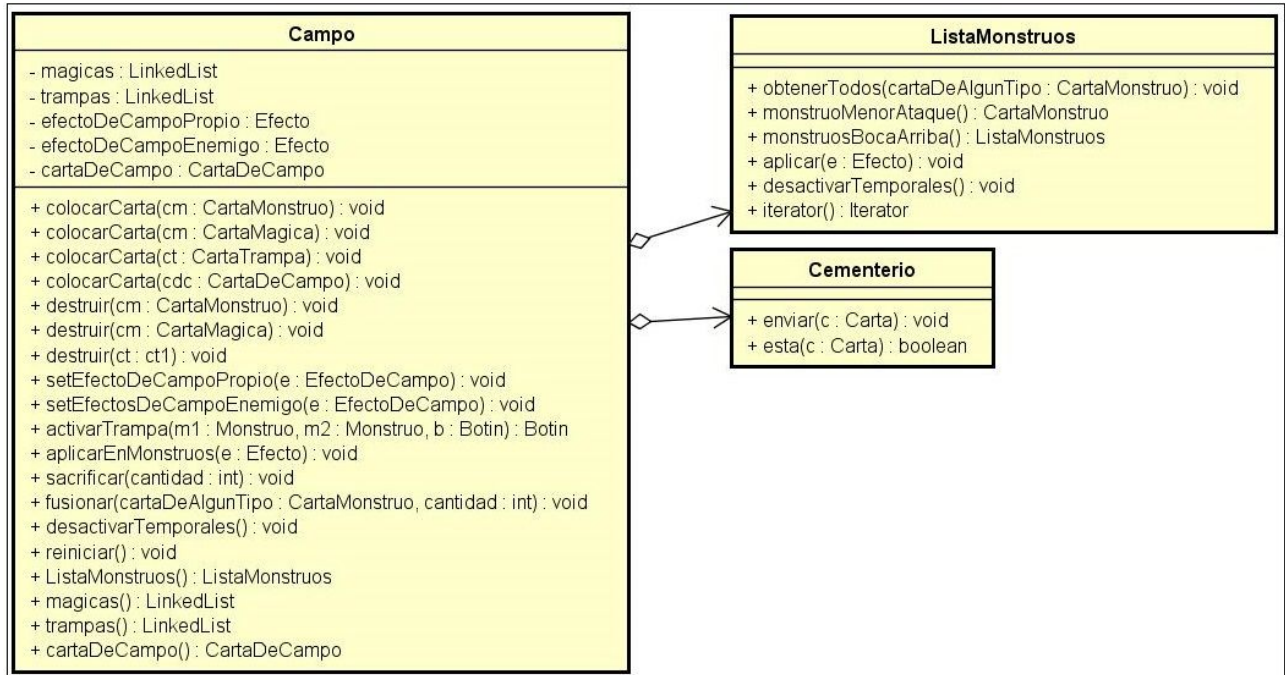 Campo
- magicas : LinkedList
- trampas : LinkedList
- efectoDeCampoPropio : Efecto
- efectoDeCampoEnemigo : Efecto
- cartaDeCampo : CartaDeCampo
+ colocarCarta(cm : CartaMonstruo) : void
+ colocarCarta(cm : CartaMagica) : void
+ colocarCarta(ct : CartaTrampa) : void
+ colocarCarta(cdc : CartaDeCampo) : void
+ destruir(cm : CartaMonstruo) : void
+ destruir(cm : CartaMagica) : void
+ destruir(ct : ct1) : void
+ setEfectoDeCampoPropio(e : EfectoDeCampo) : void
+ setEfectosDeCampoEnemigo(e : EfectoDeCampo) : void
+ activarTrampa(m1 : Monstruo, m2 : Monstruo, b : Botin) : Botin
+ aplicarEnMonstruos(e : Efecto) : void
+ sacrificar(cantidad : int) : void
+ fusionar(cartaDeAlgunTipo : CartaMonstruo, cantidad : int) : void
+ desactivarTemporales() : void
+ reiniciar() : void
+ ListaMonstruos() : ListaMonstruos
+ magicas() : LinkedList
+ trampas() : LinkedList
+ cartaDeCampo() : CartaDeCampo
ListaMonstruos
+ obtenerTodos(cartaDeAlgunTipo : CartaMonstruo) : void
+ monstruoMenorAtaque() : CartaMonstruo
+ monstruosBocaArriba() : ListaMonstruos
+ aplicar(e : Efecto) : void
+ desactivarTemporales() : void
+ iterator() : Iterator
Cementerio
+ enviar(c : Carta) : void
+ esta(c : Carta) : boolean